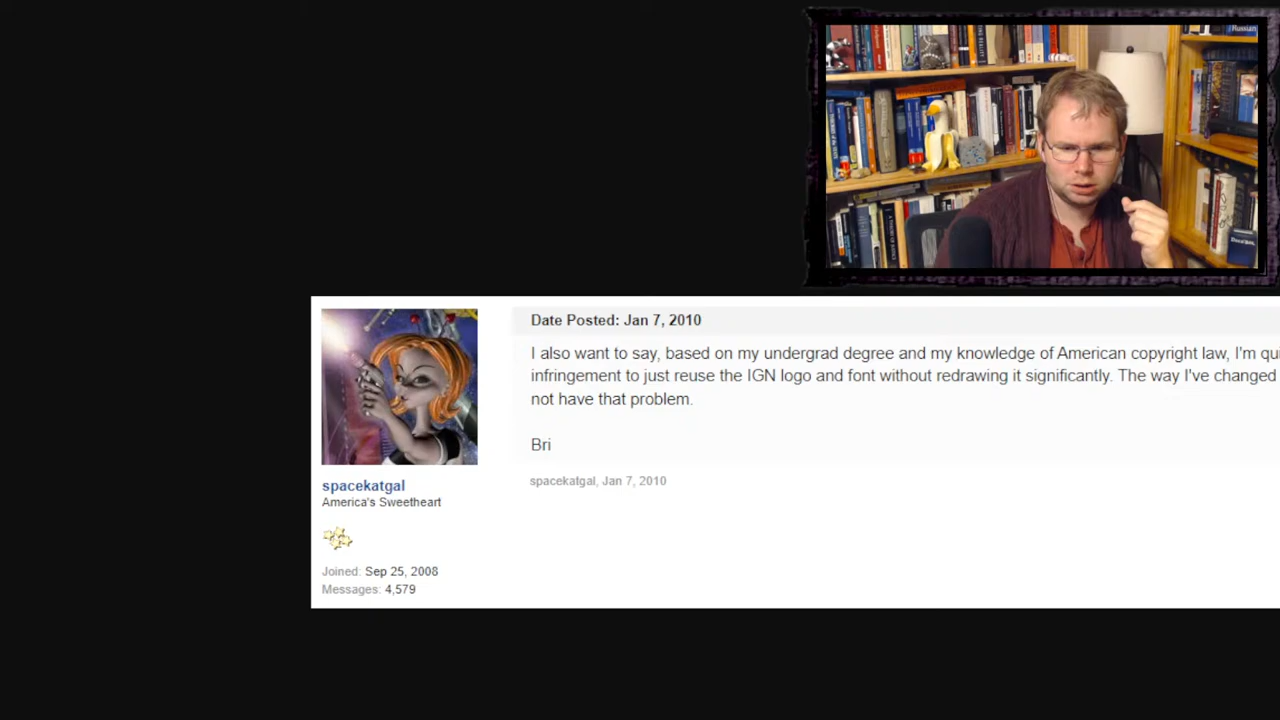 Russian
Date Posted: Jan 7, 2010
I also want to say, based on my undergrad degree and my knowledge of American copyright law, I'm
infringement to just reuse the IGN logo and font without redrawing it significantly. The way I've changed
not have that problem.
Bri
spacekatgal
America's Sweetheart
spacekatgal, Jan 7, 2010
Joined: Sep 25, 2008
Messages: 4,579